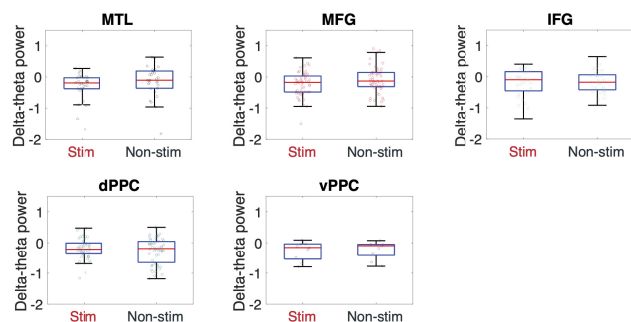 MTL
MFG
IFG
Delta-theta power
1
0
-1
-2
Stim
Non-stim
Delta-theta power
1
0
-1
-2
Stim
Non-stim
Delta-theta power
1
0
-1
-2
Stim
Non-stim
dPPC
vPPC
Delta-theta power
1
0
-1
-2
Stim
Non-stim
Delta-theta power
1
0
-1
-2
Stim
Non-stim